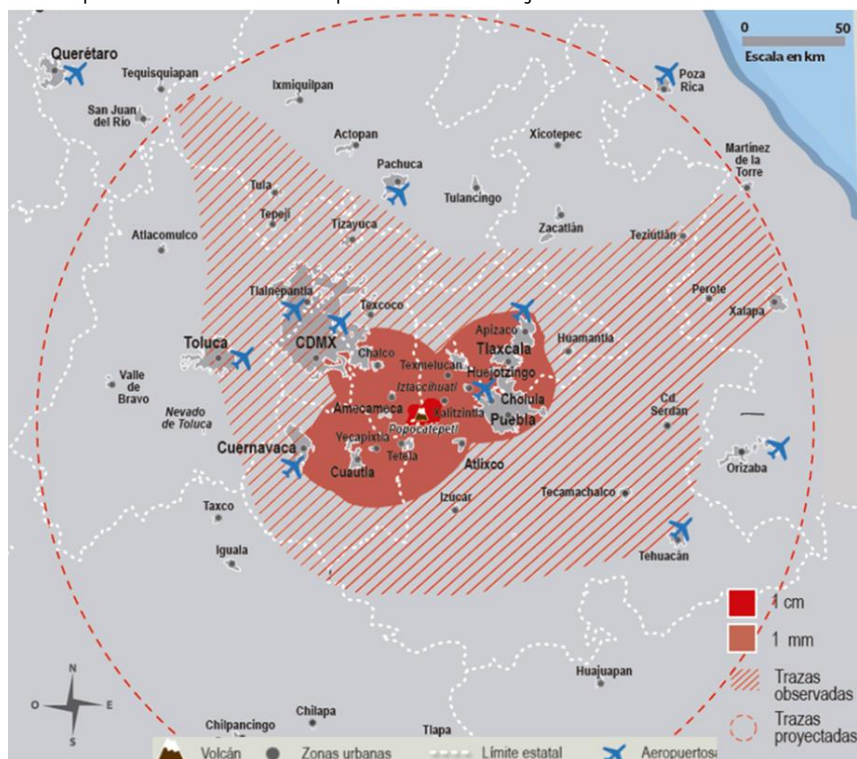 50
0
Escala en km
Querétaro
Tequisquiapan
San Juan
del Río
Ixmiquilpan
Poza
Rica
Actopan
Xicotepec
Martínez
de la
Torre
Pachuca
Tulancingo
Tula
Tepeji
Tizayuca
Zacatlán
Teziutlán
Atlacomulco
Tlalnepantla
Texcoco
Perote
Xalapa
Apizaco
Toluca
CDMX
Chalco
Tlaxcala
Huamantla
Texmelucan
Huejotzingo
Valle
de
Bravo
Iztaccíhuatl
Cholula
Nevado
de Toluca
Amecameca
Xalitzintla
Puebla
Cd.
Serdán
Popocatépetl
Cuernavaca
Yecapixtla
Tetela
Cuautla
Atlixco
Orizaba
Tecamachalco
Izúcar
Taxco
Iguala
Tehuacán
1 cm
1 mm
Huajuapan
Trazas
observadas
N
O
E
S
Chilpancingo
Chilapa
Tlapa
Trazas
proyectadas
Volcán
Zonas urbanas
Límite estatal
Aeropuertosa